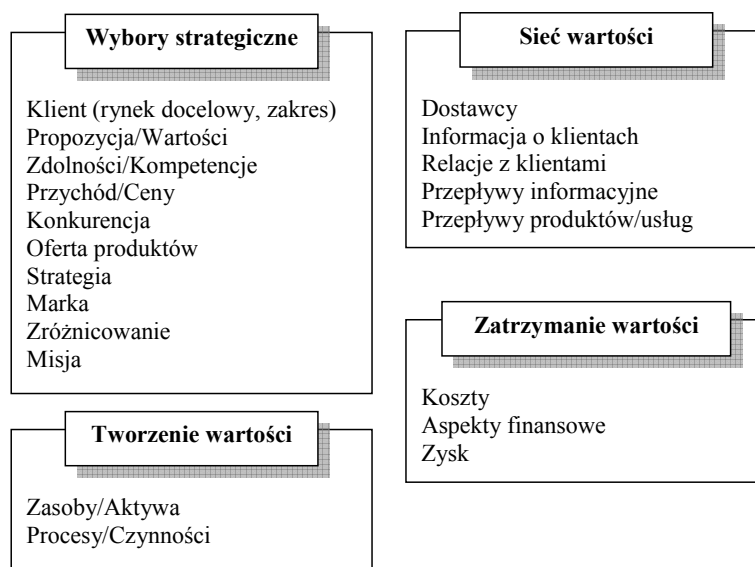 Wybory strategiczne
Klient (rynek docelowy, zakres)
Propozycja/Wartości
Zdolności/Kompetencje
Przychód/Ceny
Konkurencja
Oferta produktów
Strategia
Marka
Zróżnicowanie
Misja
Sieć wartości
Dostawcy
Informacja o klientach
Relacje z klientami
Przepływy informacyjne
Przepływy produktów/usług
Tworzenie wartości
Zasoby/Aktywa
Procesy/Czynności
Zatrzymanie wartości
Koszty
Aspekty finansowe
Zysk